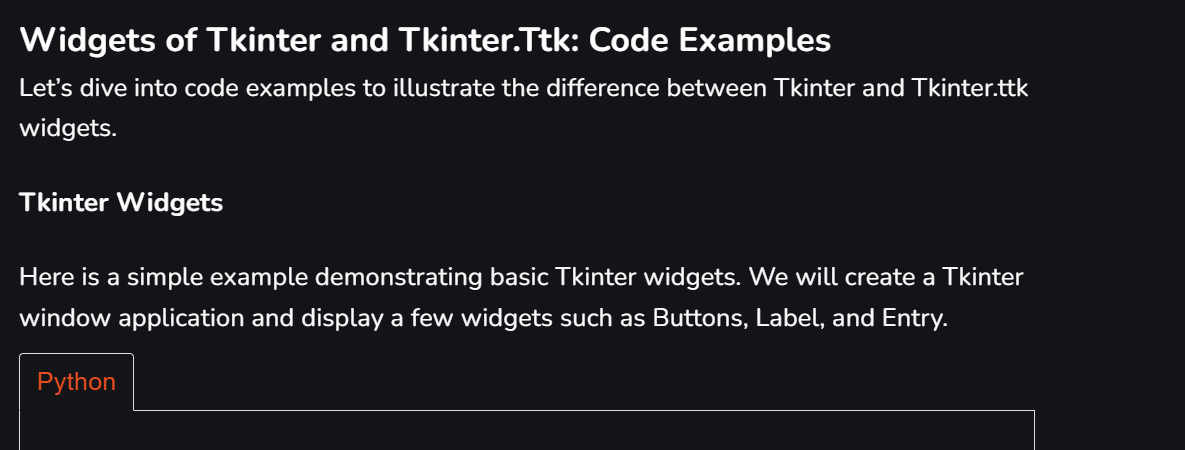 Widgets of Tkinter and Tkinter.Ttk: Code Examples
Let’s dive into code examples to illustrate the difference between Tkinter and Tkinter.ttk
widgets.
Tkinter Widgets
Here is a simple example demonstrating basic Tkinter widgets. We will create a Tkinter
window application and display a few widgets such as Buttons, Label, and Entry.
Python